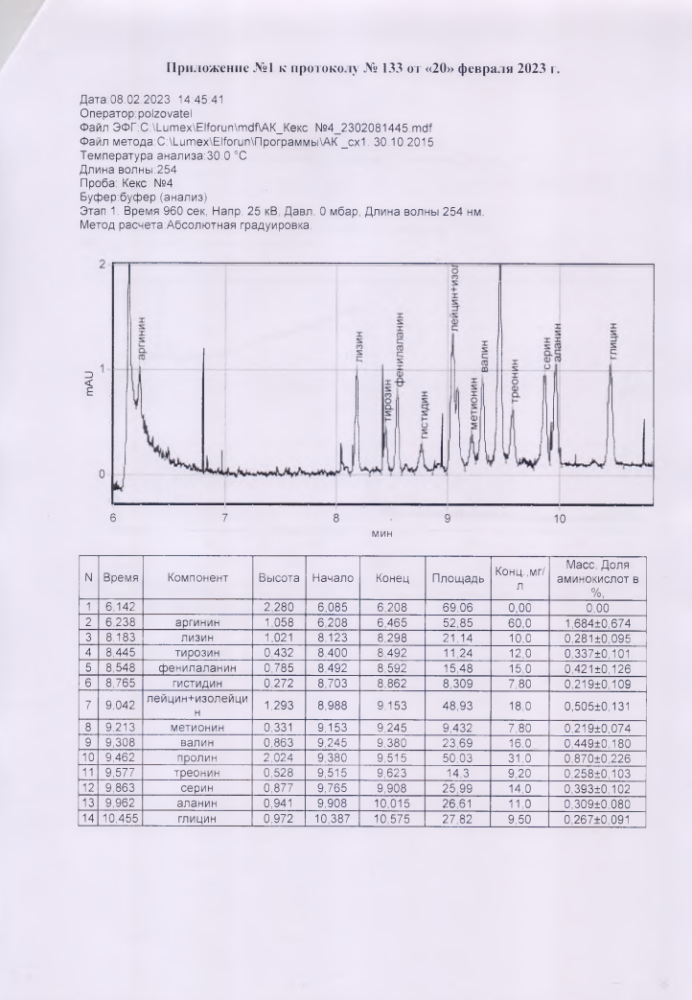 Приложение №1 к протоколу № 133 от «20» февраля 2023 г.
Дата:08.02.2023 14:45:41
Оператор:polzovatel
Файл ЭФГ:C:\Lumex\Elforun\mdf\АК_Кекс №4_2302081445.mdf
Файл метода:C:\Lumex\Elforun\Программы\АК _сх1. 30 10 2015
Температура анализа:30.0 °C
Длина волны:254
Проба: Кекс №4
Буфер:буфер (анализ)
Этап 1. Время 960 сек, Напр. 25 кВ, Давл. 0 мбар, Длина волны 254 нм.
Метод расчета Абсолютная градуировка.
2
1
0
mAU
аргинин
лизин
тирозин
фенилаланин
гистидин
лейцин+изол
метионин
валин
треонин
серин
аланин
глицин
6 7 8 9 10
мин
N Время Компонент Высота Начало Конец Площадь Конц.,мг/л Масс. Доля аминокислот в %,
1 6,142 2,280 6,085 6,208 69,06 0,00 0,00
2 6,238 аргинин 1,058 6,208 6,465 52,85 60,0 1,684±0,674
3 8,183 лизин 1,021 8,123 8,298 21,14 10,0 0,281±0,095
4 8,445 тирозин 0,432 8,400 8,492 11,24 12,0 0,337±0,101
5 8,548 фенилаланин 0,785 8,492 8,592 15,48 15,0 0,421±0,126
6 8,765 гистидин 0,272 8,703 8,862 8,309 7,80 0,219±0,109
7 9,042 лейцин+изолейцин 1,293 8,988 9,153 48,93 18,0 0,505±0,131
8 9,213 метионин 0,331 9,153 9,245 9,432 7,80 0,219±0,074
9 9,308 валин 0,863 9,245 9,380 23,69 16,0 0,449±0,180
10 9,462 пролин 2,024 9,380 9,515 50,03 31,0 0,870±0,226
11 9,577 треонин 0,528 9,515 9,623 14,3 9,20 0,258±0,103
12 9,863 серин 0,877 9,765 9,908 25,99 14,0 0,393±0,102
13 9,962 аланин 0,941 9,908 10,015 26,61 11,0 0,309±0,080
14 10,455 глицин 0,972 10,387 10,575 27,82 9,50 0,267±0,091